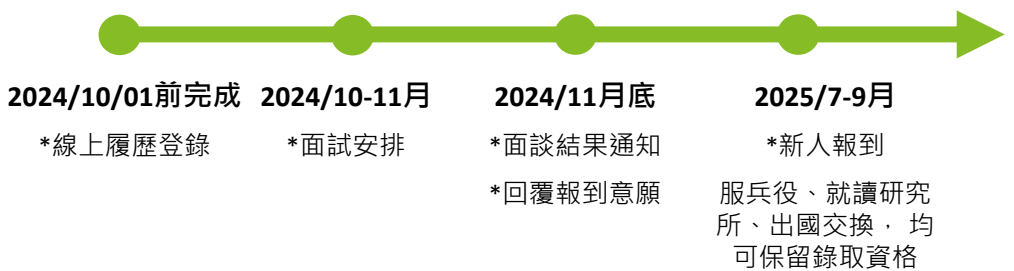 2024/10/01前完成
*線上履歷登錄
2024/10-11月
*面試安排
2024/11月底
*面談結果通知
*回覆報到意願
2025/7-9月
*新人報到
服兵役、就讀研究
所、出國交換， 均
可保留錄取資格